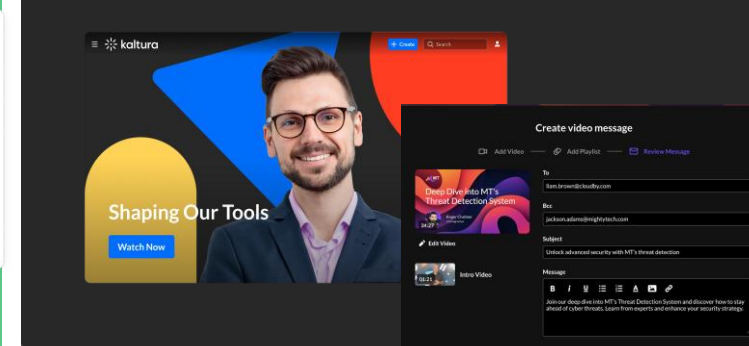 kaltura
Create
Search
Shaping Our Tools
Watch Now
Create video message
Add Video
Add Playlist
Review Message
MT
Deep Dive into MT's
Threat Detection System
34:27
Edit Video
03:21
Intro Video
To
liam.brown@cloudby.com
Bcc
jackson.adams@mightytech.com
Subject
Unlock advanced security with MT's threat detection
Message
B I U A
Join our deep dive into MT's Threat Detection System and discover how to stay
ahead of cyber threats. Learn from experts and enhance your security strategy.